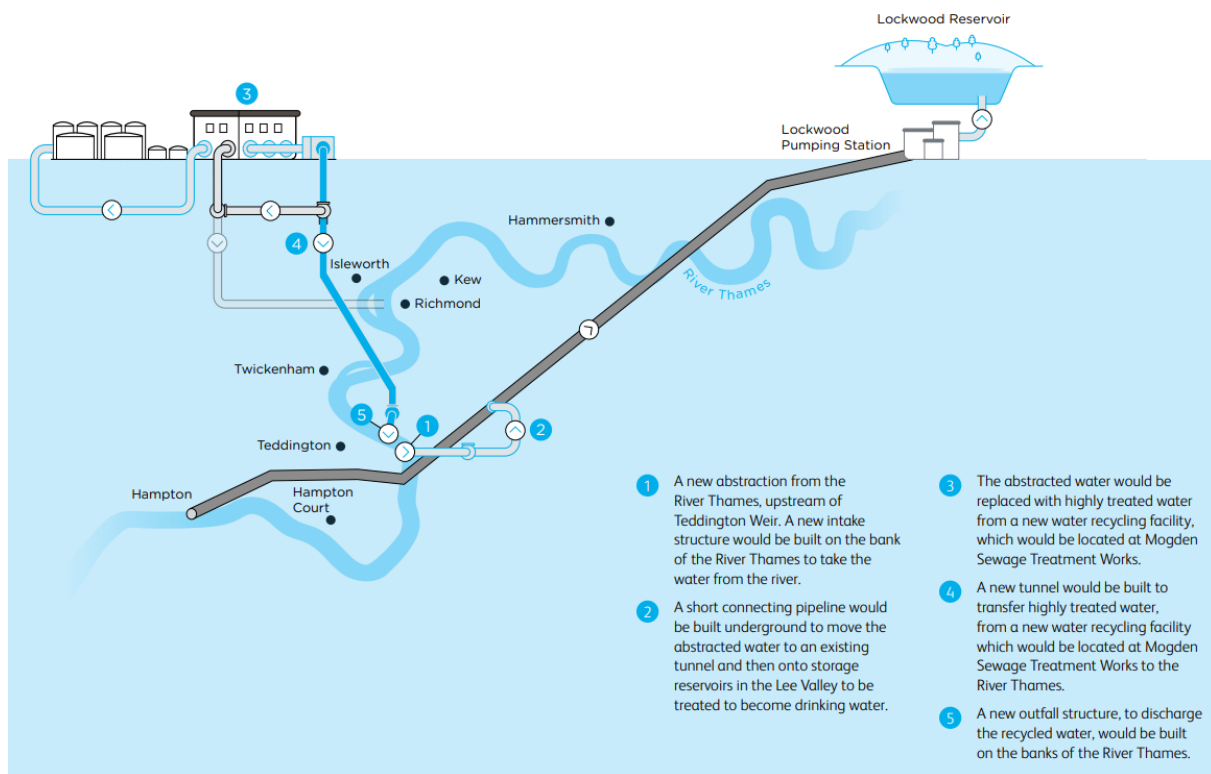 Lockwood Reservoir
3
Lockwood
Pumping Station
Hammersmith
4
Isleworth
Kew
Richmond
River Thames
Twickenham
5
1
2
Teddington
Hampton
Hampton
Court
1
A new abstraction from the
River Thames, upstream of
Teddington Weir. A new intake
structure would be built on the bank
of the River Thames to take the
water from the river.
2
A short connecting pipeline would
be built underground to move the
abstracted water to an existing
tunnel and then onto storage
reservoirs in the Lee Valley to be
treated to become drinking water.
3
The abstracted water would be
replaced with highly treated water
from a new water recycling facility,
which would be located at Mogden
Sewage Treatment Works.
4
A new tunnel would be built to
transfer highly treated water,
from a new water recycling facility
which would be located at Mogden
Sewage Treatment Works to the
River Thames.
5
A new outfall structure, to discharge
the recycled water, would be built
on the banks of the River Thames.